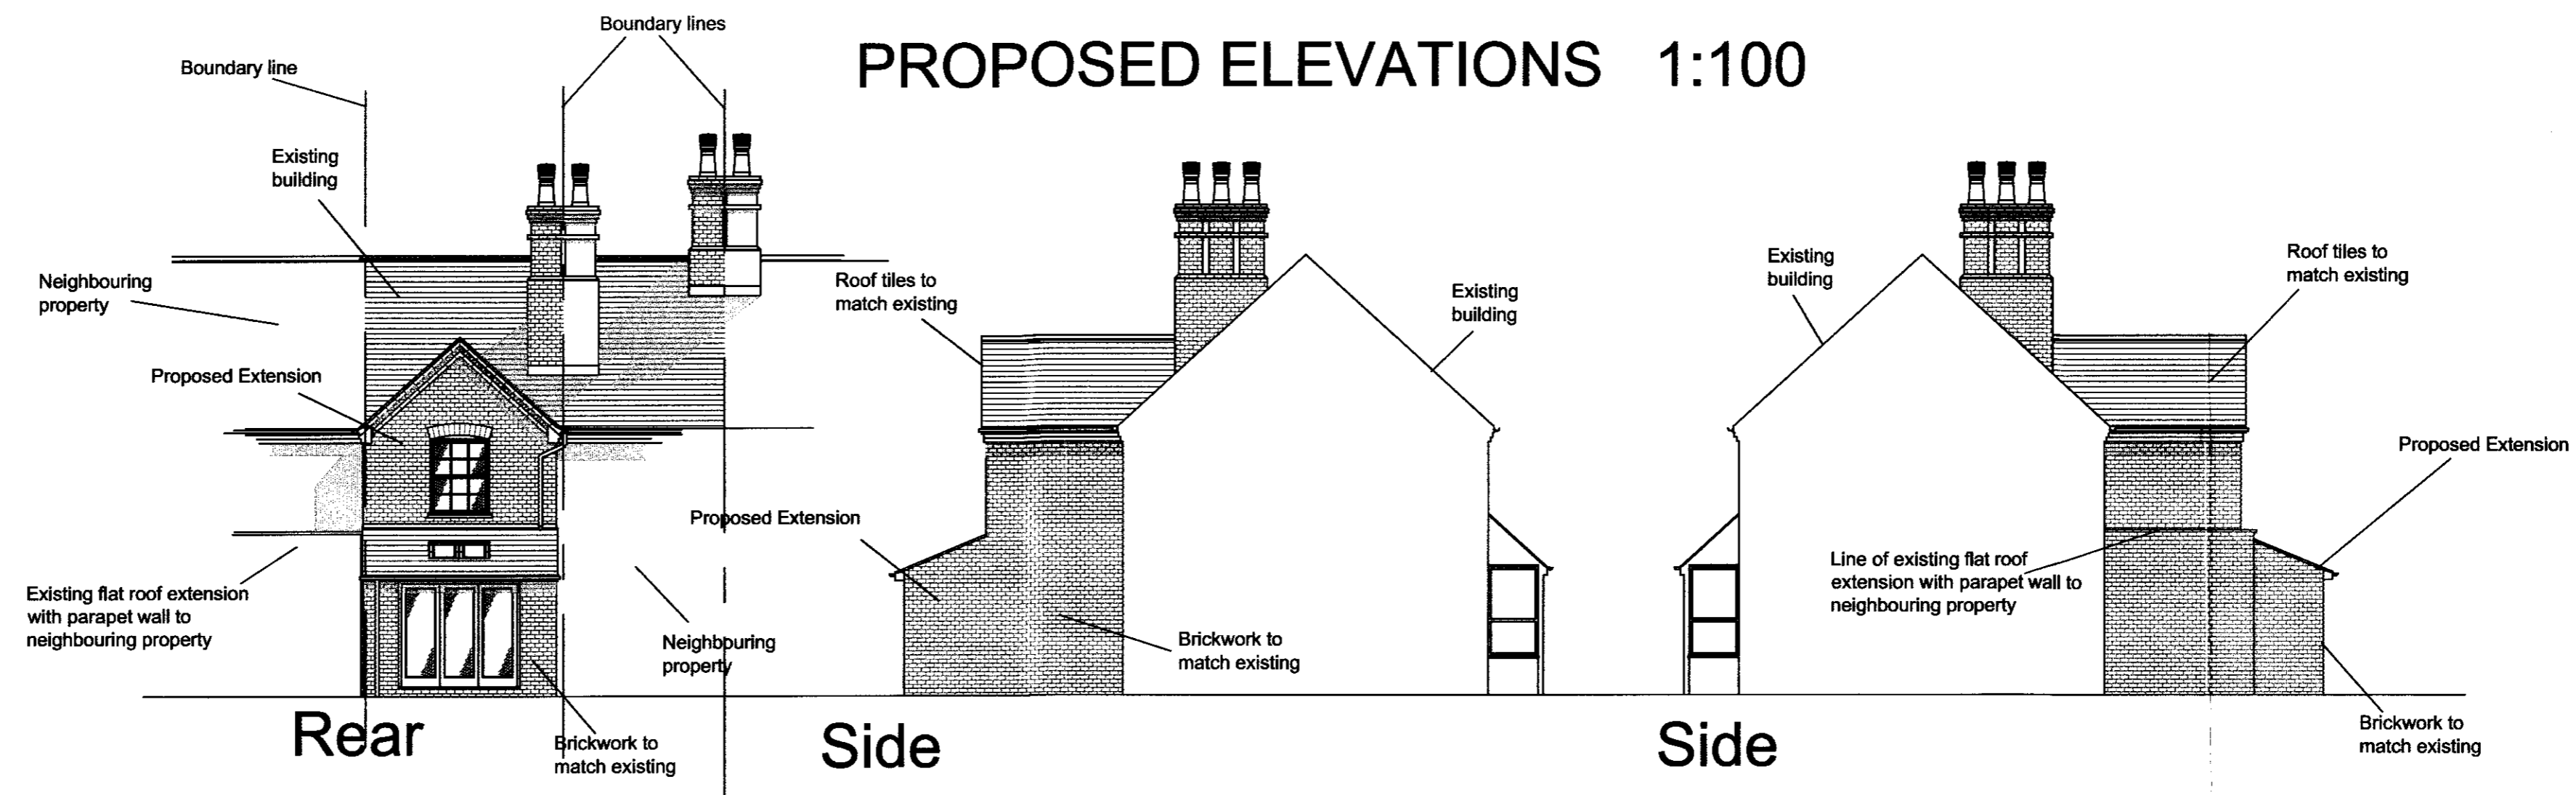 PROPOSED ELEVATIONS 1:100
Boundary lines
Boundary line
Existing
building
Neighbouring
property
Proposed Extension
Existing flat roof extension
with parapet wall to
neighbouring property
Neighbouring
property
Brickwork to
match existing
Rear
Roof tiles to
match existing
Existing
building
Proposed Extension
Brickwork to
match existing
Side
Existing
building
Roof tiles to
match existing
Proposed Extension
Line of existing flat roof
extension with parapet wall to
neighbouring property
Brickwork to
match existing
Side